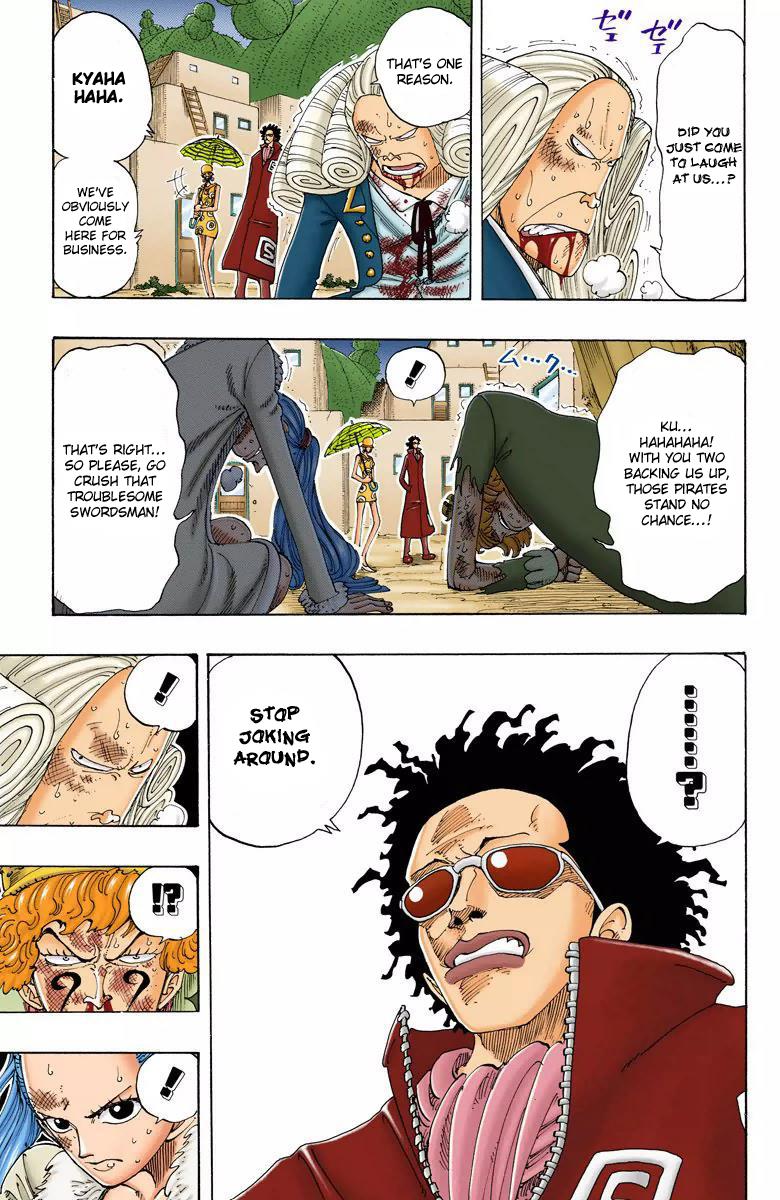 ゼェ
ゼェ
DID YOU
JUST COME
TO LAUGH
AT US...?
THAT'S ONE
REASON.
KYAHA
HAHA.
WE'VE
OBVIOUSLY
COME
HERE FOR
BUSINESS.
ムック...
!
KU...
HAHAHAHA!
WITH YOU TWO
BACKING US UP,
THOSE PIRATES
STAND NO
CHANCE...!
THAT'S RIGHT...
SO PLEASE, GO
CRUSH THAT
TROUBLESOME
SWORDSMAN!
.......?
STOP
JOKING
AROUND.
!
!?
!